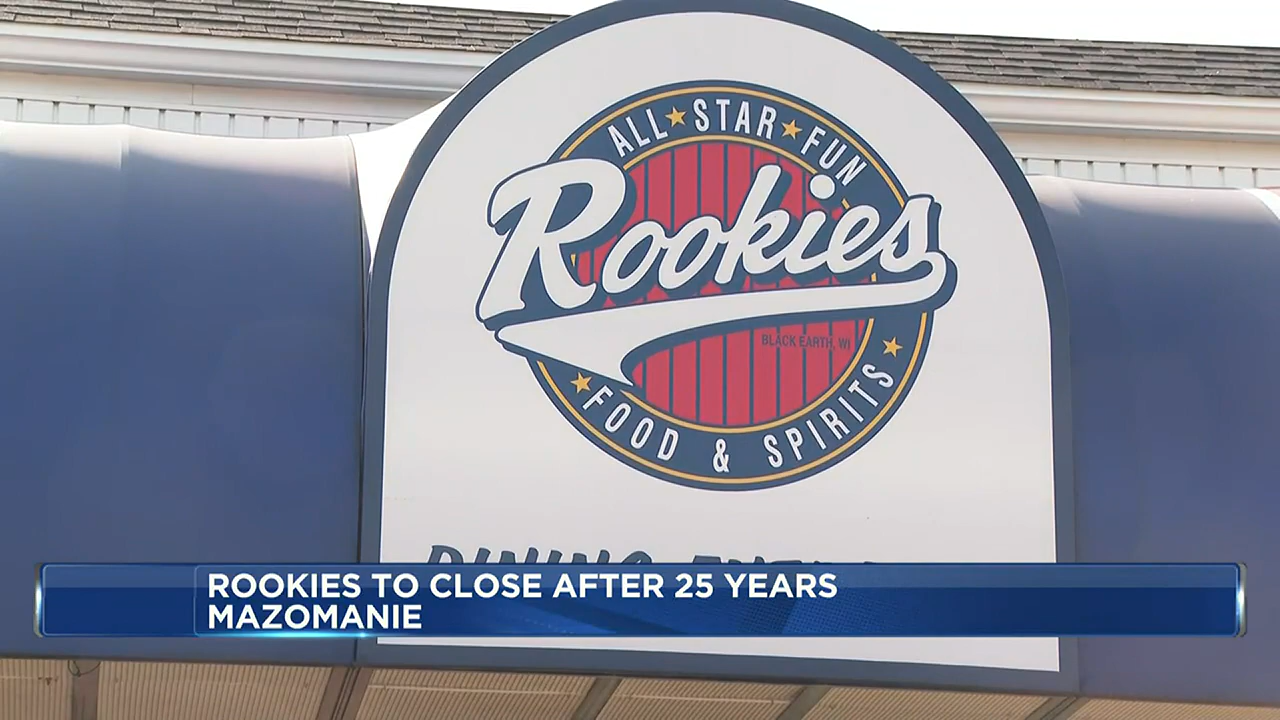 ALL★STAR★FUN
Rookies
BLACK EARTH, WI
★FOOD & SPIRITS★
ROOKIES TO CLOSE AFTER 25 YEARS
MAZOMANIE